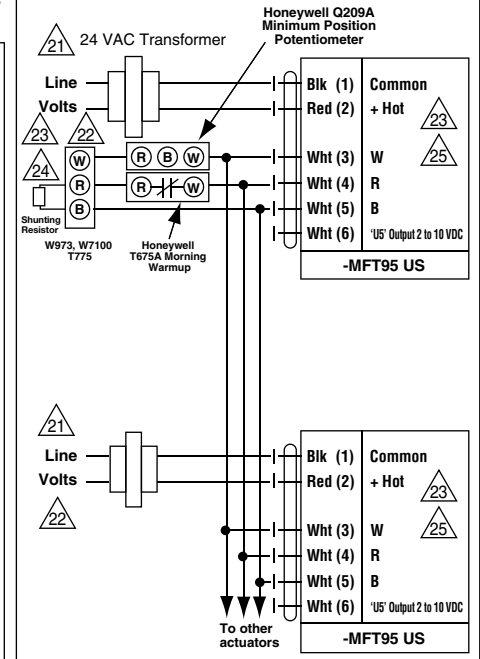 Honeywell Q209A
Minimum Position
Potentiometer
21 24 VAC Transformer
Line
Volts
Blk (1) Common
Red (2) + Hot
23
23 22
25
24
W R B W
Wht (3) W
R R W
Wht (4) R
B
Wht (5) B
Shunting
Resistor
Wht (6) 'U5' Output 2 to 10 VDC
W973, W7100
T775
Honeywell
T675A Morning
Warmup
-MFT95 US
21
Line
Volts
22
Blk (1) Common
Red (2) + Hot
23
25
Wht (3) W
Wht (4) R
Wht (5) B
Wht (6) 'U5' Output 2 to 10 VDC
To other
actuators
-MFT95 US